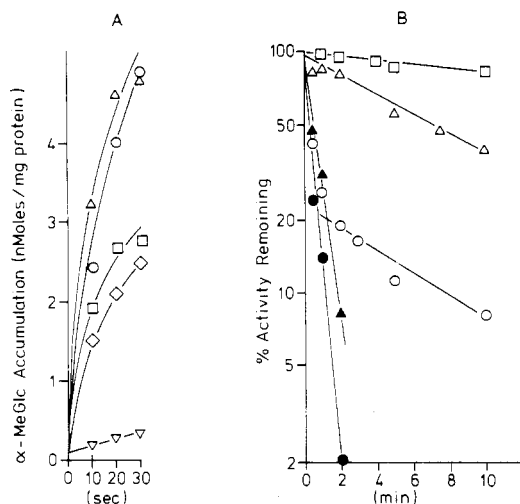 A
α-MeGlc Accumulation (nMoles/mg protein)
4
3
2
1
0
0 10 20 30
(sec)
B
% Activity Remaining
100
50
20
10
5
2
0 2 4 6 8 10
(min)